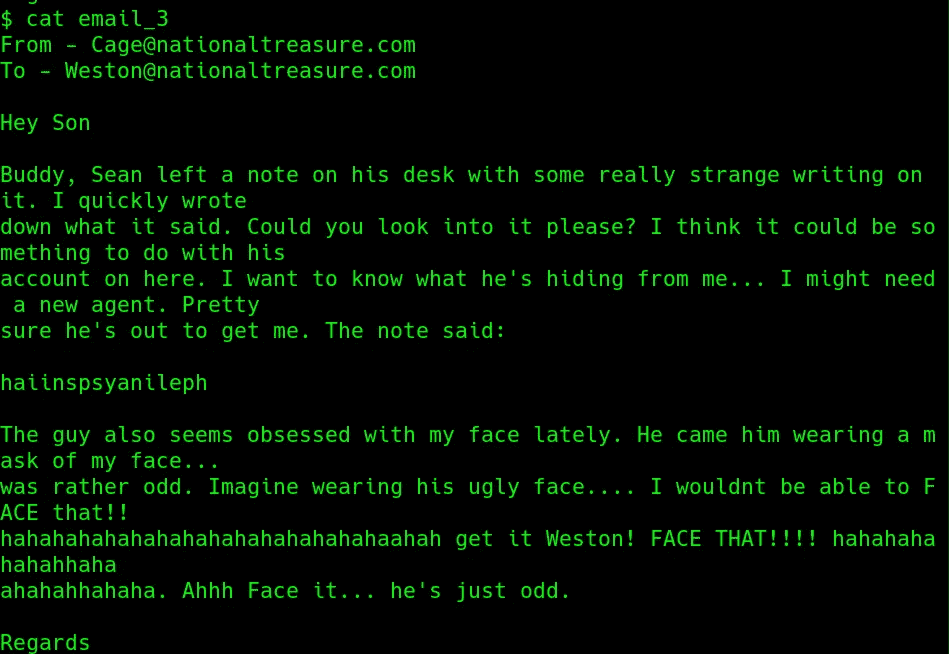 $ cat email_3
From - Cage@nationaltreasure.com
To - Weston@nationaltreasure.com
Hey Son
Buddy, Sean left a note on his desk with some really strange writing on
it. I quickly wrote
down what it said. Could you look into it please? I think it could be so
mething to do with his
account on here. I want to know what he's hiding from me... I might need
 a new agent. Pretty
sure he's out to get me. The note said:
haiinspsyanileph
The guy also seems obsessed with my face lately. He came him wearing a m
ask of my face...
was rather odd. Imagine wearing his ugly face.... I wouldnt be able to F
ACE that!!
hahahahahahahahahahahahahahahaahah get it Weston! FACE THAT!!!! hahahaha
hahahhaha
ahahahhahaha. Ahhh Face it... he's just odd.
Regards